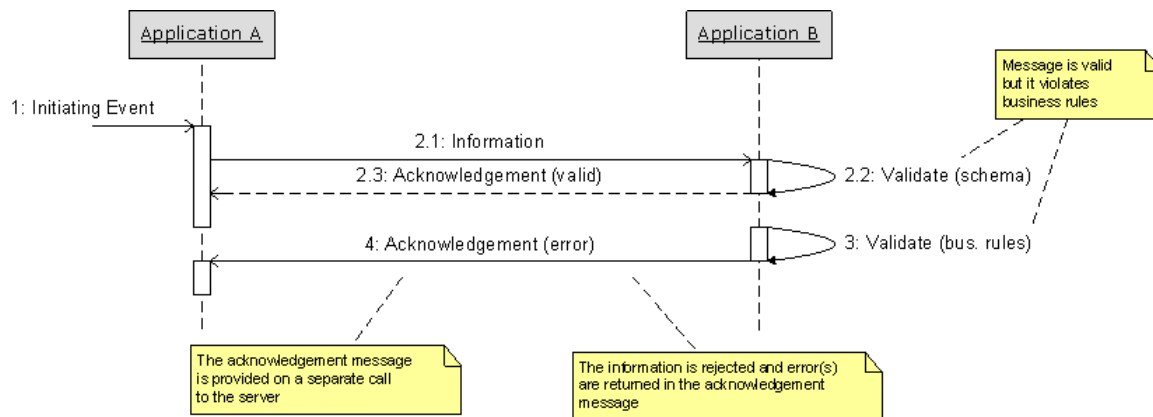 Application A
Application B
Message is valid
but it violates
business rules
1: Initiating Event
2.1: Information
2.3: Acknowledgement (valid)
2.2: Validate (schema)
4: Acknowledgement (error)
3: Validate (bus. rules)
The acknowledgement message
is provided on a separate call
to the server
The information is rejected and error(s)
are returned in the acknowledgement
message